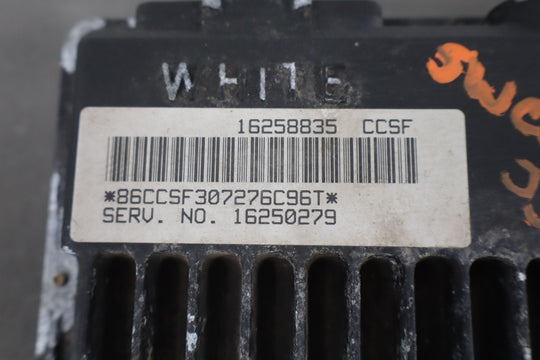 WHITE
16258835 CCSF
*86CCSF307276C96T*
SERV. NO. 16250279